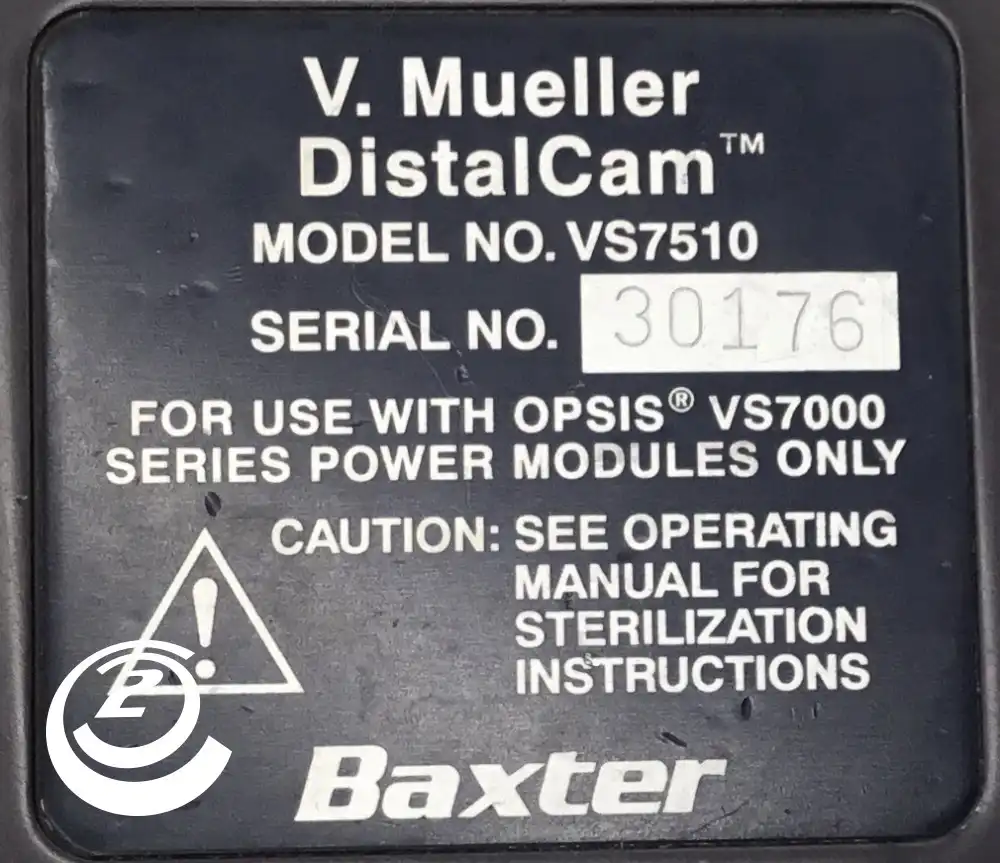 V. Mueller
DistalCam™
MODEL NO. VS7510
SERIAL NO. 30176
FOR USE WITH OPSIS® VS7000
SERIES POWER MODULES ONLY
CAUTION: SEE OPERATING
MANUAL FOR
STERILIZATION
INSTRUCTIONS
!
2
Baxter